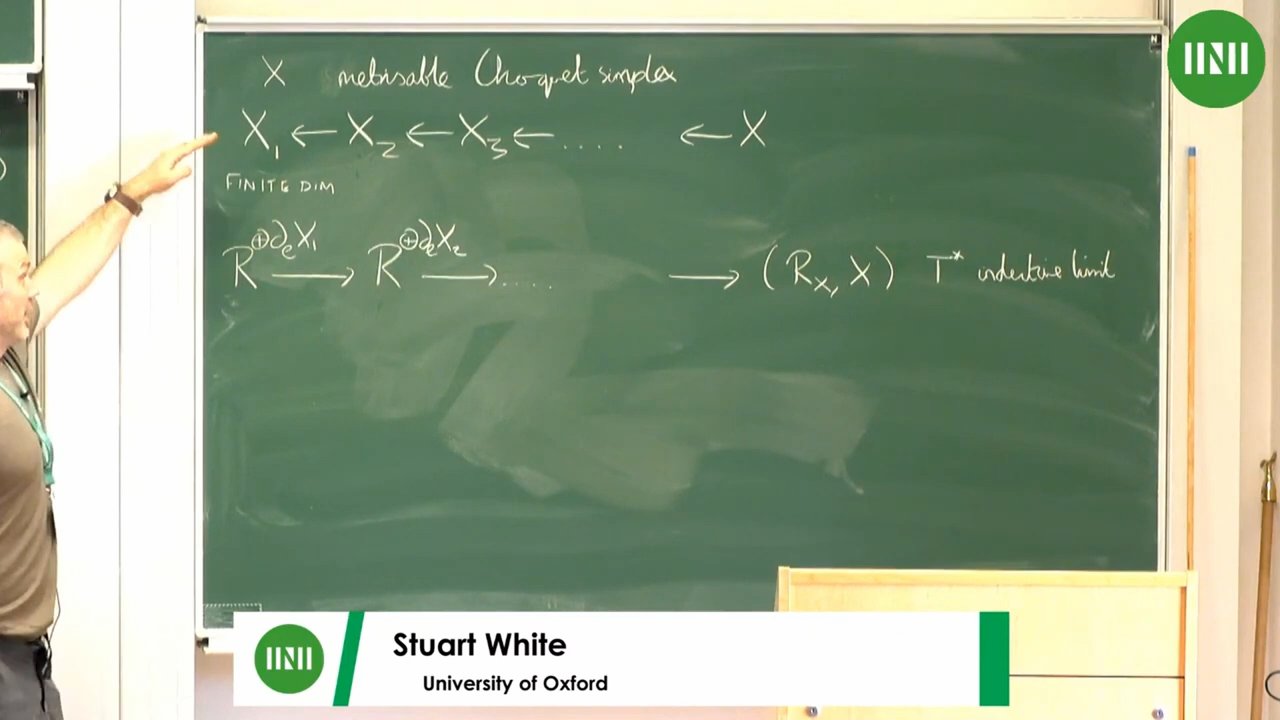 X metrisable Choquet simplex
X₁ ← X₂ ← X₃ ← .... ← X
FINITE DIM
R^{⊕∂ₑX₁} → R^{⊕∂ₑX₂} → .... → (R_X, X) T* inductive limit
Stuart White
University of Oxford